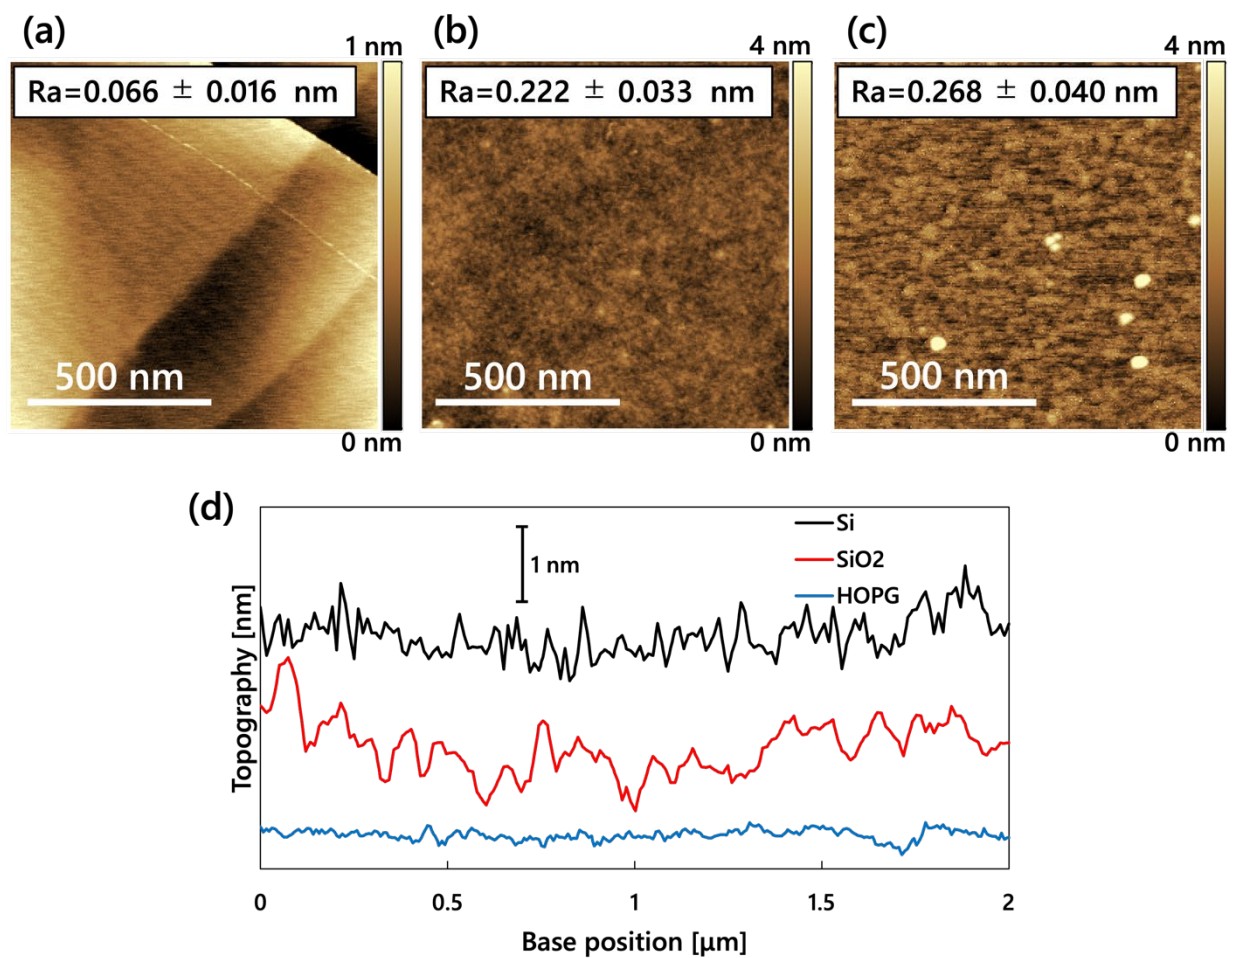 (a)
1 nm
Ra=0.066 ± 0.016 nm
500 nm
0 nm
(b)
4 nm
Ra=0.222 ± 0.033 nm
500 nm
0 nm
(c)
4 nm
Ra=0.268 ± 0.040 nm
500 nm
0 nm
(d)
Topography [nm]
1 nm
Si
SiO2
HOPG
0
0.5
1
1.5
2
Base position [μm]